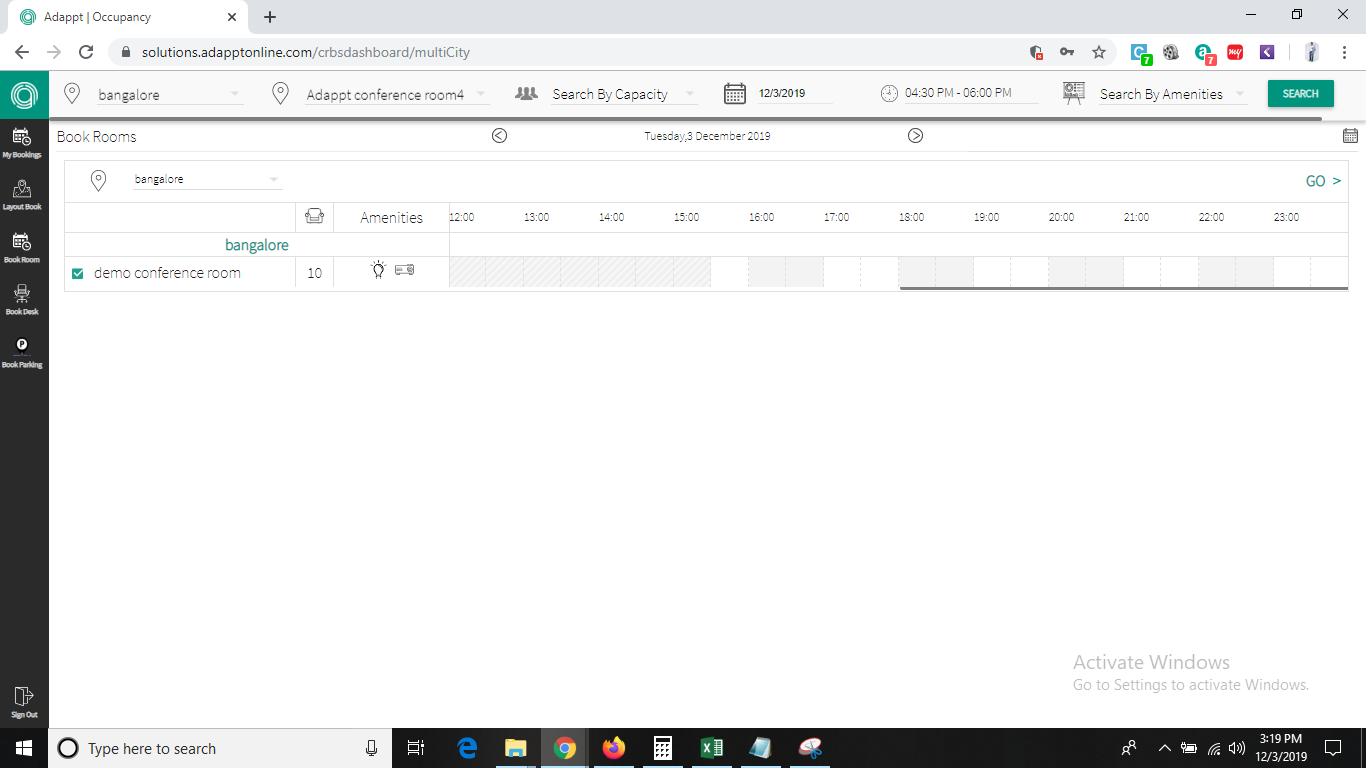 Adappt | Occupancy
solutions.adapptonline.com/crbsdashboard/multiCity
7
7
my
bangalore
Adappt conference room4
Search By Capacity
12/3/2019
04:30 PM - 06:00 PM
Search By Amenities
SEARCH
Book Rooms
Tuesday,3 December 2019
My Bookings
Layout Book
Book Room
Book Desk
P
Book Parking
Sign Out
bangalore
GO >
Amenities
12:00 13:00 14:00 15:00 16:00 17:00 18:00 19:00 20:00 21:00 22:00 23:00
bangalore
demo conference room 10
Activate Windows
Go to Settings to activate Windows.
Type here to search
3:19 PM
12/3/2019